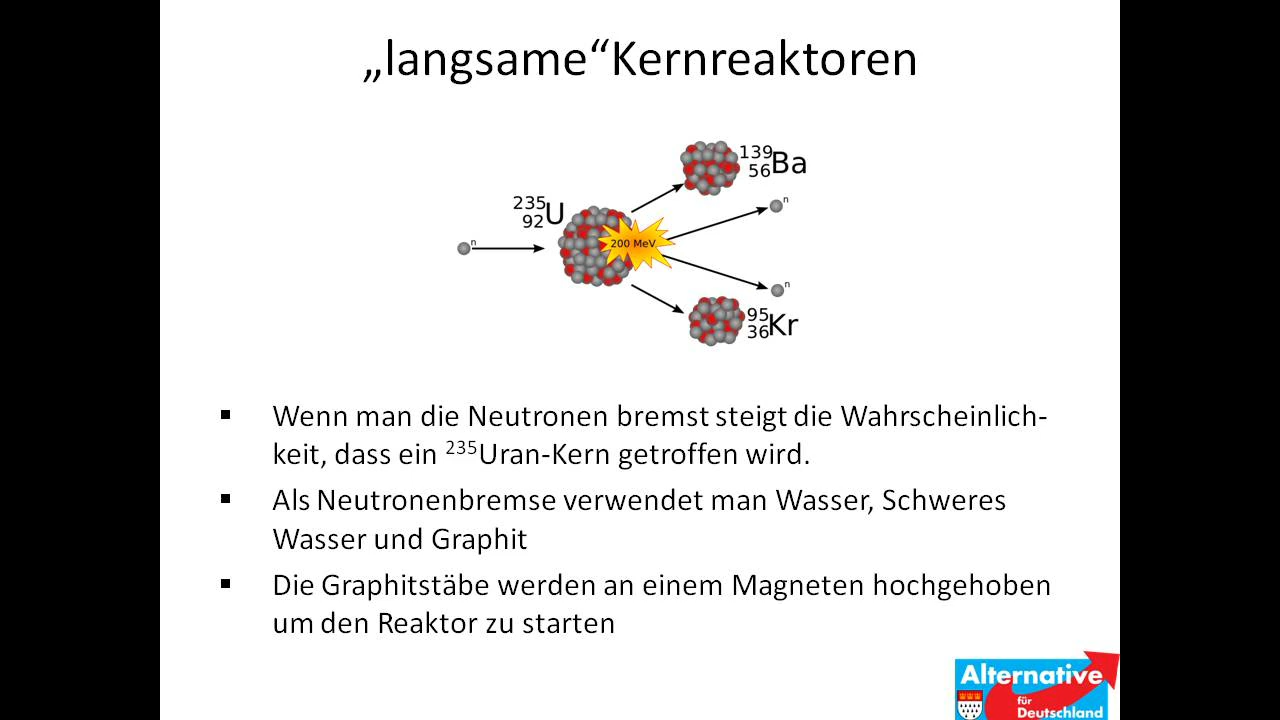 „langsame“Kernreaktoren
139
56Ba
235
92U
n
n
200 MeV
n
95
36Kr
▪ Wenn man die Neutronen bremst steigt die Wahrscheinlich-
keit, dass ein 235Uran-Kern getroffen wird.
▪ Als Neutronenbremse verwendet man Wasser, Schweres
Wasser und Graphit
▪ Die Graphitstäbe werden an einem Magneten hochgehoben
um den Reaktor zu starten
Alternative
für
Deutschland